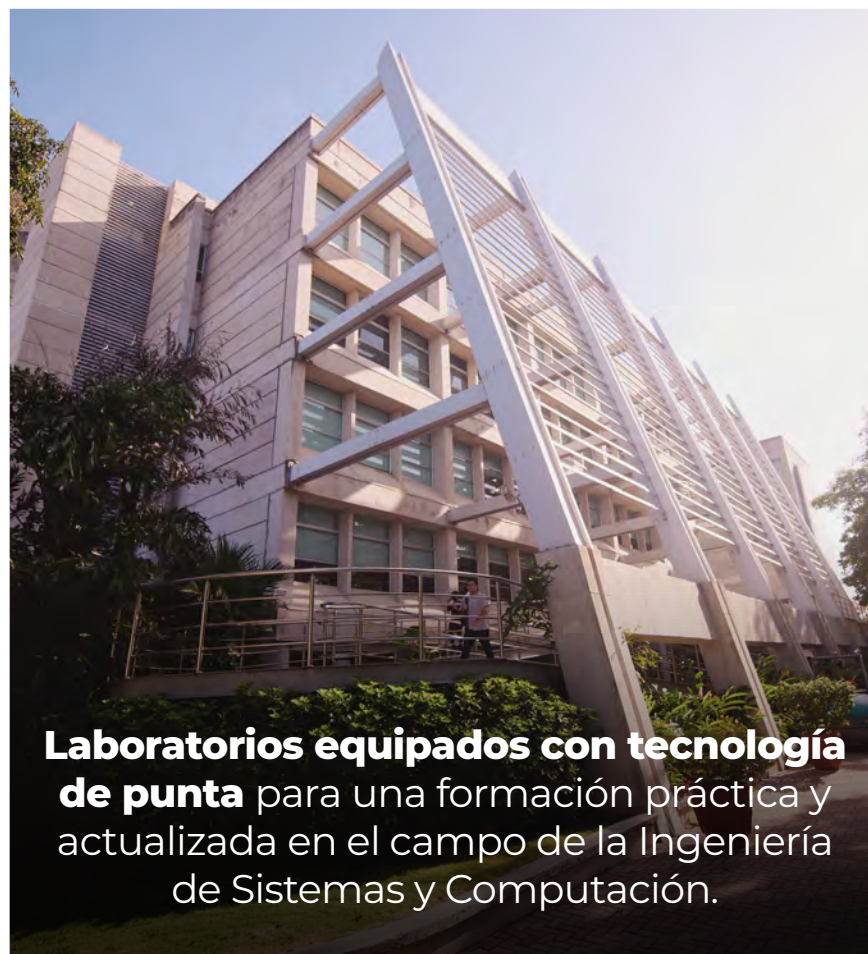 Laboratorios equipados con tecnología
de punta para una formación práctica y
actualizada en el campo de la Ingeniería
de Sistemas y Computación.